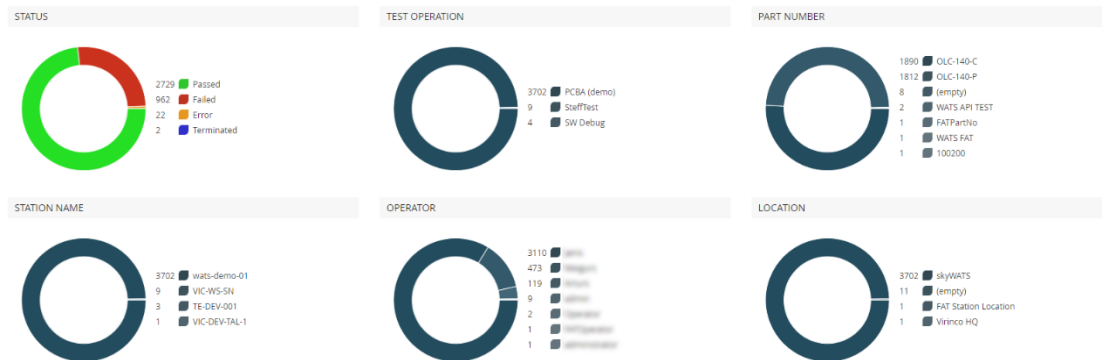 STATUS
2729 Passed
962 Failed
22 Error
2 Terminated
TEST OPERATION
3702 PCBA (demo)
9 SteffTest
4 SW Debug
PART NUMBER
1890 OLC-140-C
1812 OLC-140-P
8 (empty)
2 WATS API TEST
1 FATPartNo
1 WATS FAT
1 100200
STATION NAME
3702 wats-demo-01
9 VIC-WS-SN
3 TE-DEV-001
1 VIC-DEV-TAL-1
OPERATOR
3110
473
119
9
2
1
1
LOCATION
3702 skyWATS
11 (empty)
1 FAT Station Location
1 Virinco HQ